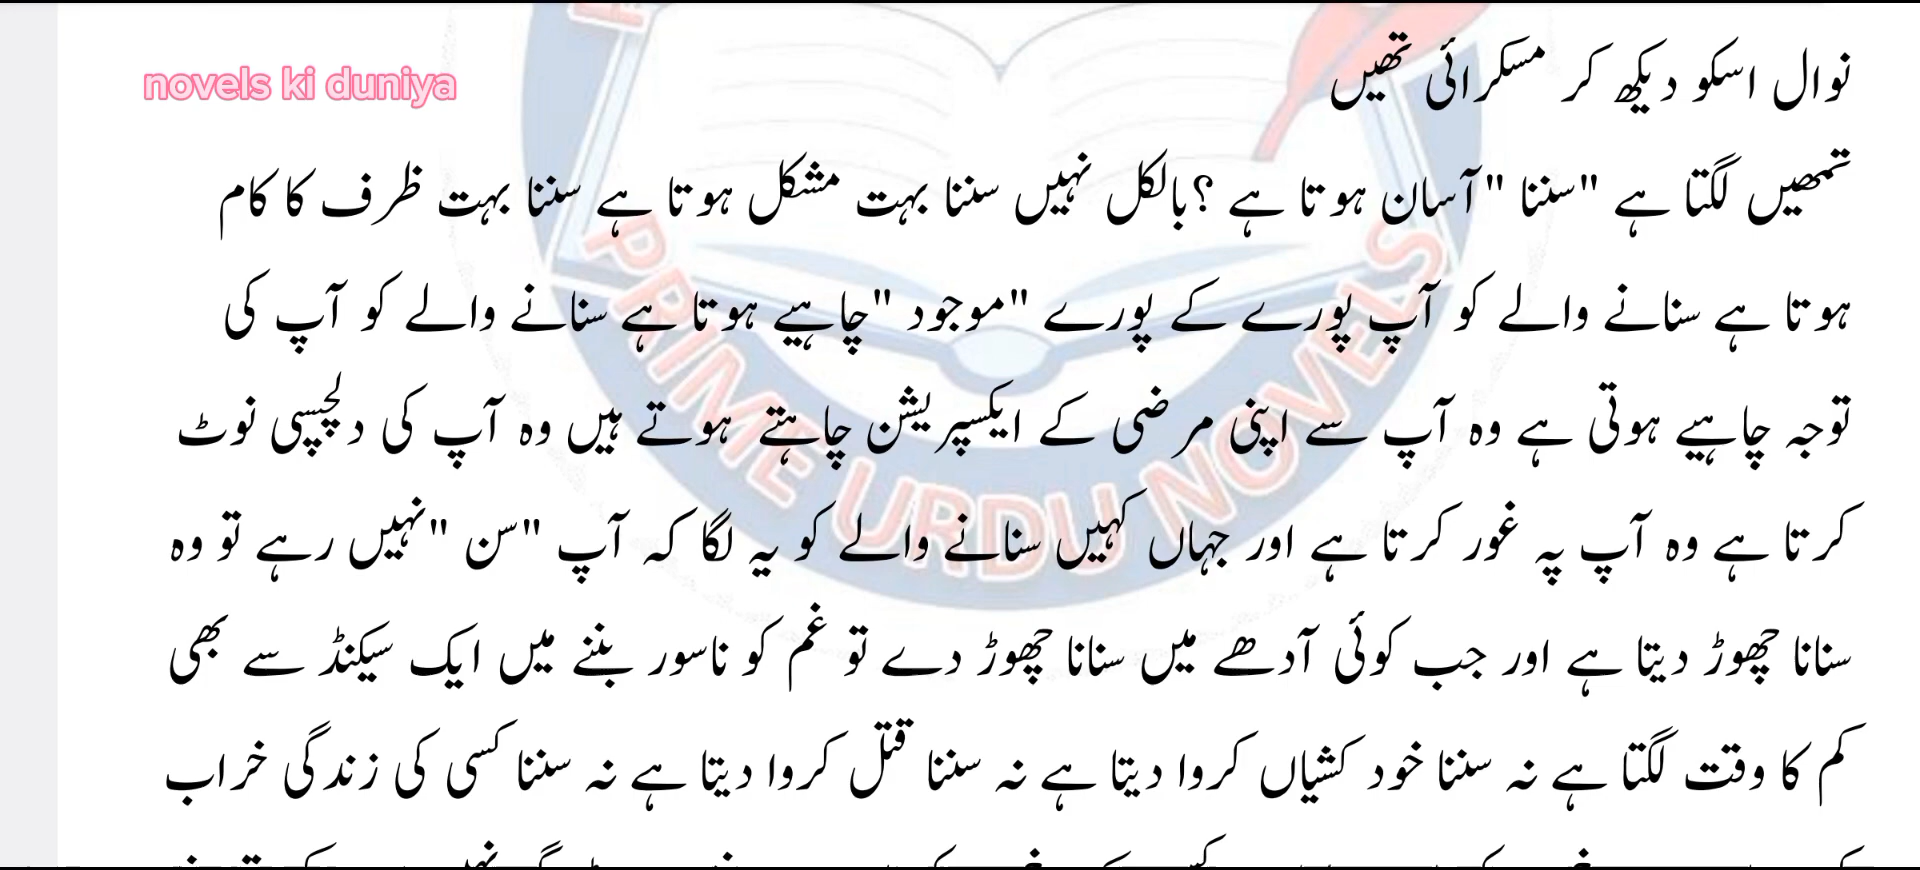 novels ki duniya
نوال اسکو دیکھ کر مسکرائی تھیں
تمھیں لگتا ہے "سننا "آسان ہوتا ہے ؟بالکل نہیں سننا بہت مشکل ہوتا ہے سننا بہت ظرف کا کام
ہوتا ہے سنانے والے کو آپ پورے کے پورے "موجود "چاہیے ہوتا ہے سنانے والے کو آپ کی
توجہ چاہیے ہوتی ہے وہ آپ سے اپنی مرضی کے ایکسپریشن چاہتے ہوتے ہیں وہ آپ کی دلچسپی نوٹ
کرتا ہے وہ آپ پہ غور کرتا ہے اور جہاں کہیں سنانے والے کو یہ لگا کہ آپ "سن "نہیں رہے تو وہ
سنانا چھوڑ دیتا ہے اور جب کوئی آدھے میں سنانا چھوڑ دے تو غم کو ناسور بننے میں ایک سیکنڈ سے بھی
کم کا وقت لگتا ہے نہ سننا خود کشیاں کروا دیتا ہے نہ سننا قتل کروا دیتا ہے نہ سننا کسی کی زندگی خراب
PRIME URDU NOVELS